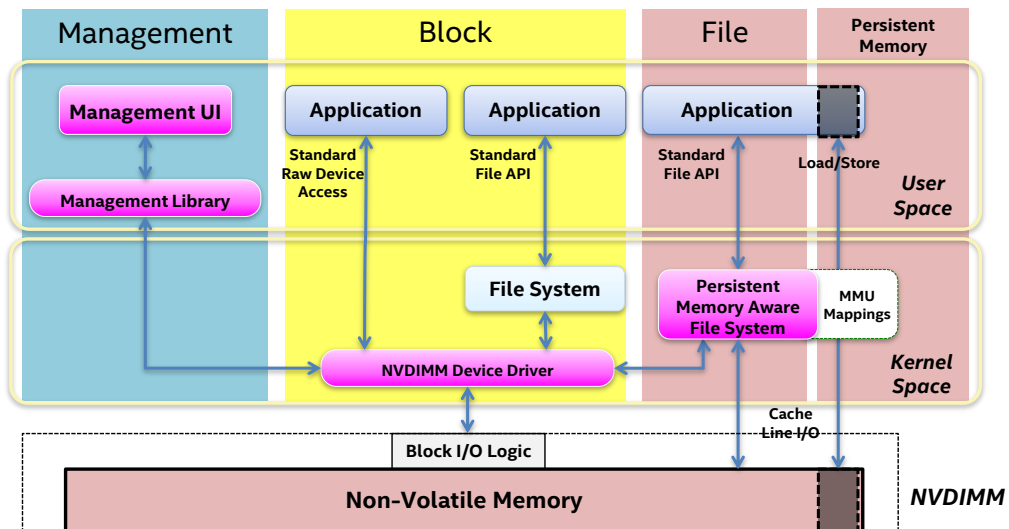 Management
Block
File
Persistent
Memory
Management UI
Application
Application
Application
Standard
Raw Device
Access
Standard
File API
Standard
File API
Load/Store
Management Library
User
Space
File System
Persistent
Memory Aware
File System
MMU
Mappings
NVDIMM Device Driver
Kernel
Space
Cache
Line I/O
Block I/O Logic
Non-Volatile Memory
NVDIMM